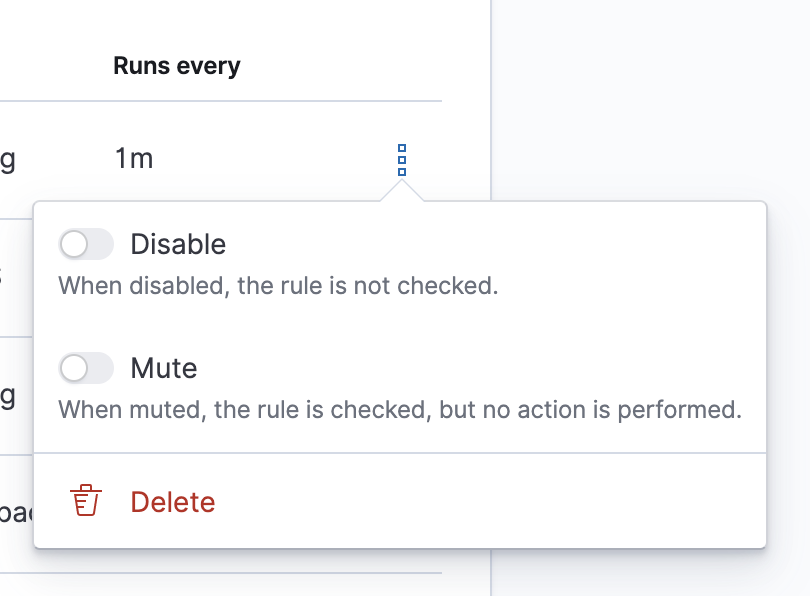 Runs every
g 1m
Disable
When disabled, the rule is not checked.
Mute
When muted, the rule is checked, but no action is performed.
g
Delete